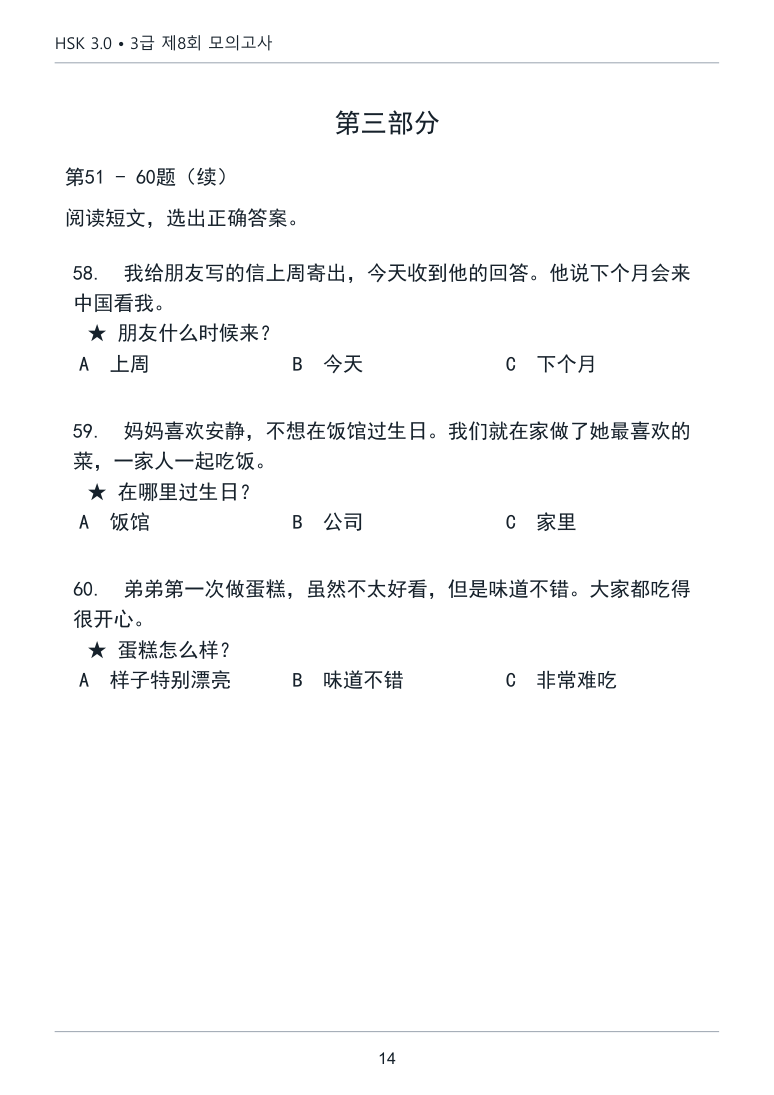 HSK 3.0 • 3급 제8회 모의고사
第三部分
第51 - 60题（续）
阅读短文，选出正确答案。
58. 我给朋友写的信上周寄出，今天收到他的回答。他说下个月会来
中国看我。
★ 朋友什么时候来？
A 上周 B 今天 C 下个月
59. 妈妈喜欢安静，不想在饭馆过生日。我们就在家做了她最喜欢的
菜，一家人一起吃饭。
★ 在哪里过生日？
A 饭馆 B 公司 C 家里
60. 弟弟第一次做蛋糕，虽然不太好看，但是味道不错。大家都吃得
很开心。
★ 蛋糕怎么样？
A 样子特别漂亮 B 味道不错 C 非常难吃
14